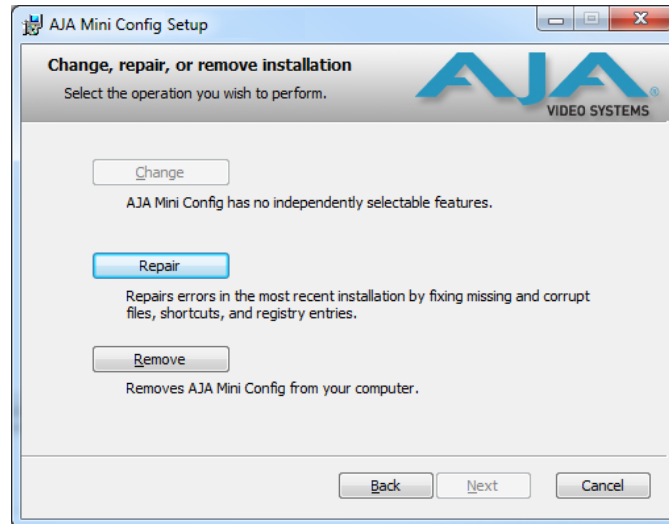 AJA Mini Config Setup
Change, repair, or remove installation
Select the operation you wish to perform.
AJA®
VIDEO SYSTEMS
Change
AJA Mini Config has no independently selectable features.
Repair
Repairs errors in the most recent installation by fixing missing and corrupt
files, shortcuts, and registry entries.
Remove
Removes AJA Mini Config from your computer.
Back
Next
Cancel